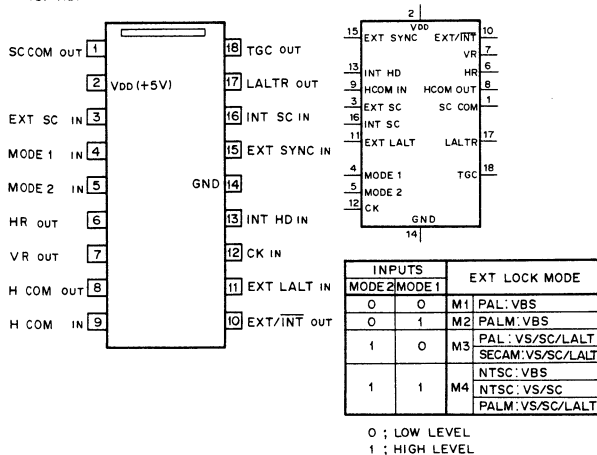 SCCOM OUT 1
2 VDD (+5V)
EXT SC IN 3
MODE 1 IN 4
MODE 2 IN 5
HR OUT 6
VR OUT 7
H COM OUT 8
H COM IN 9
18 TGC OUT
17 LALTR OUT
16 INT SC IN
15 EXT SYNC IN
GND 14
13 INT HD IN
12 CK IN
11 EXT LALT IN
10 EXT/INT OUT
2
VDD
15 EXT SYNC EXT/INT 10
VR 7
13 INT HD HR 6
9 HCOM IN HCOM OUT 8
3 EXT SC SC COM 1
16 INT SC
11 EXT LALT LALTR 17
4 MODE 1 TGC 18
5 MODE 2
12 CK
GND
14
INPUTS EXT LOCK MODE
MODE 2 MODE 1
0 0 M1 PAL: VBS
0 1 M2 PALM: VBS
1 0 M3 PAL: VS/SC/LALT
SECAM: VS/SC/LALT
1 1 M4 NTSC: VBS
NTSC: VS/SC
PALM: VS/SC/LALT
0 ; LOW LEVEL
1 ; HIGH LEVEL